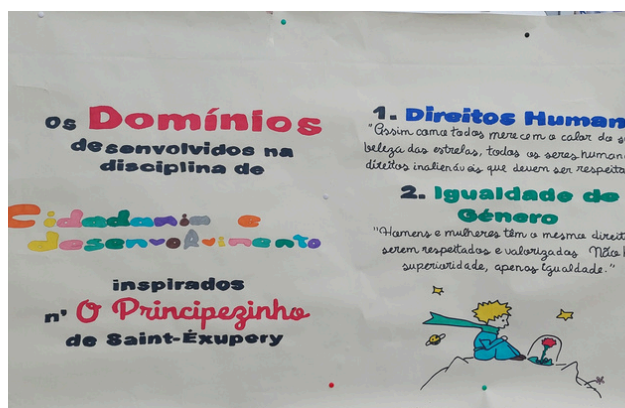 Os Domínios
desenvolvidos na
disciplina de
Cidadania e
desenvolvimento
inspirados
n' O Principezinho
de Saint-Éxupery
1. Direitos Human
"Assim como todos merecem o calor do s
beleza das estrelas, todos os seres human
direitos inalienáveis que devem ser respeita
2. Igualdade de
Género
"Homens e mulheres têm o mesmo direit
serem respeitados e valorizados. Não h
superioridade, apenas igualdade."